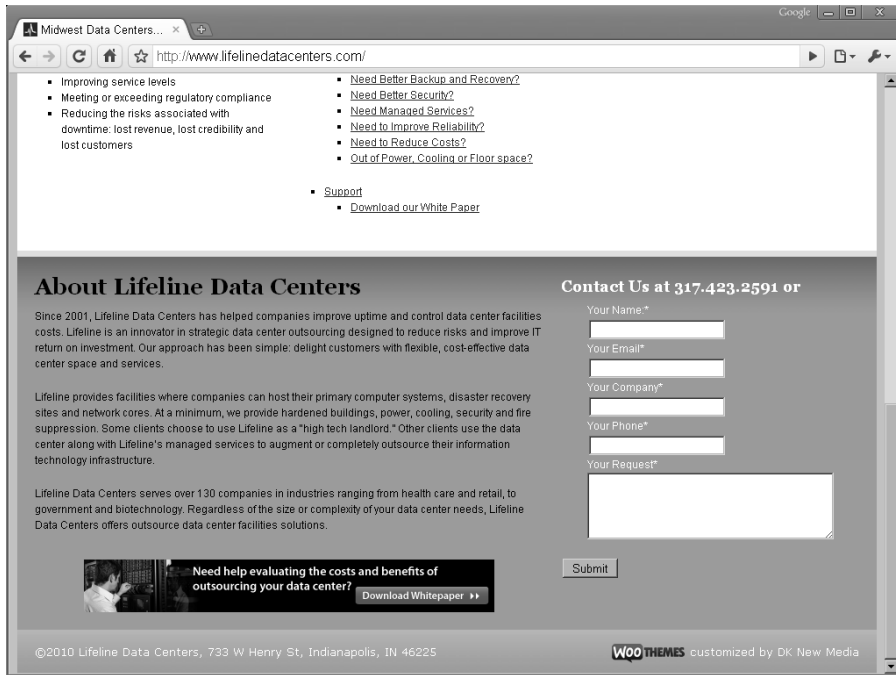 Google
Midwest Data Centers...
http://www.lifelinedatacenters.com/
Improving service levels
Meeting or exceeding regulatory compliance
Reducing the risks associated with
downtime: lost revenue, lost credibility and
lost customers
Need Better Backup and Recovery?
Need Better Security?
Need Managed Services?
Need to Improve Reliability?
Need to Reduce Costs?
Out of Power, Cooling or Floor space?
Support
Download our White Paper
About Lifeline Data Centers
Since 2001, Lifeline Data Centers has helped companies improve uptime and control data center facilities
costs. Lifeline is an innovator in strategic data center outsourcing designed to reduce risks and improve IT
return on investment. Our approach has been simple: delight customers with flexible, cost-effective data
center space and services.
Lifeline provides facilities where companies can host their primary computer systems, disaster recovery
sites and network cores. At a minimum, we provide hardened buildings, power, cooling, security and fire
suppression. Some clients choose to use Lifeline as a "high tech landlord." Other clients use the data
center along with Lifeline's managed services to augment or completely outsource their information
technology infrastructure.
Lifeline Data Centers serves over 130 companies in industries ranging from health care and retail, to
government and biotechnology. Regardless of the size or complexity of your data center needs, Lifeline
Data Centers offers outsource data center facilities solutions.
Need help evaluating the costs and benefits of
outsourcing your data center?
Download Whitepaper
Contact Us at 317.423.2591 or
Your Name:*
Your Email*
Your Company*
Your Phone*
Your Request*
Submit
©2010 Lifeline Data Centers, 733 W Henry St, Indianapolis, IN 46225
WOO THEMES customized by DK New Media